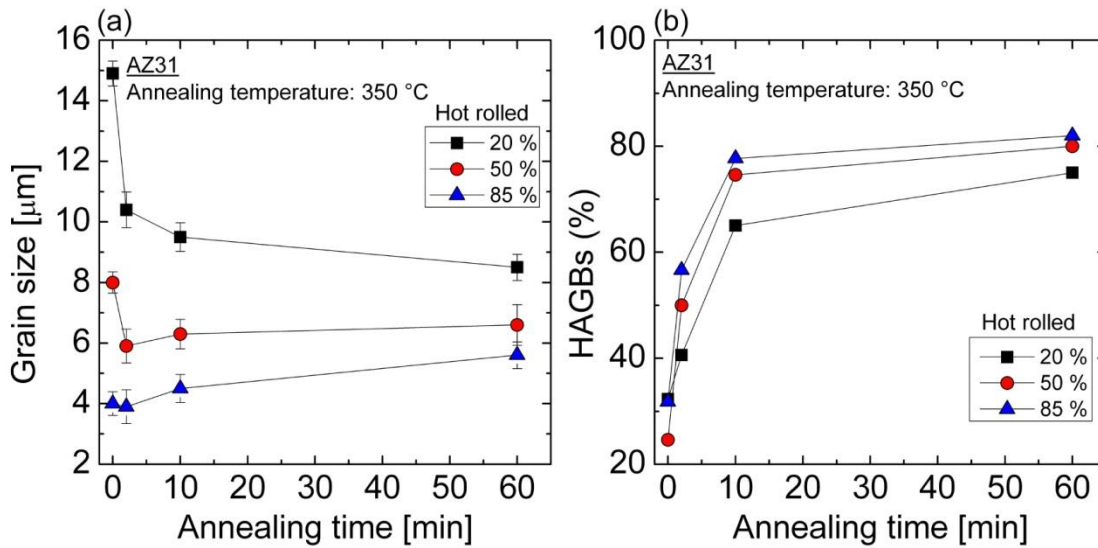 (a)
AZ31
Annealing temperature: 350 °C
Hot rolled
20 %
50 %
85 %
16
14
12
10
8
6
4
2
Grain size [μm]
0 10 20 30 40 50 60
Annealing time [min]
(b)
AZ31
Annealing temperature: 350 °C
100
80
60
40
20
HAGBs (%)
Hot rolled
20 %
50 %
85 %
0 10 20 30 40 50 60
Annealing time [min]